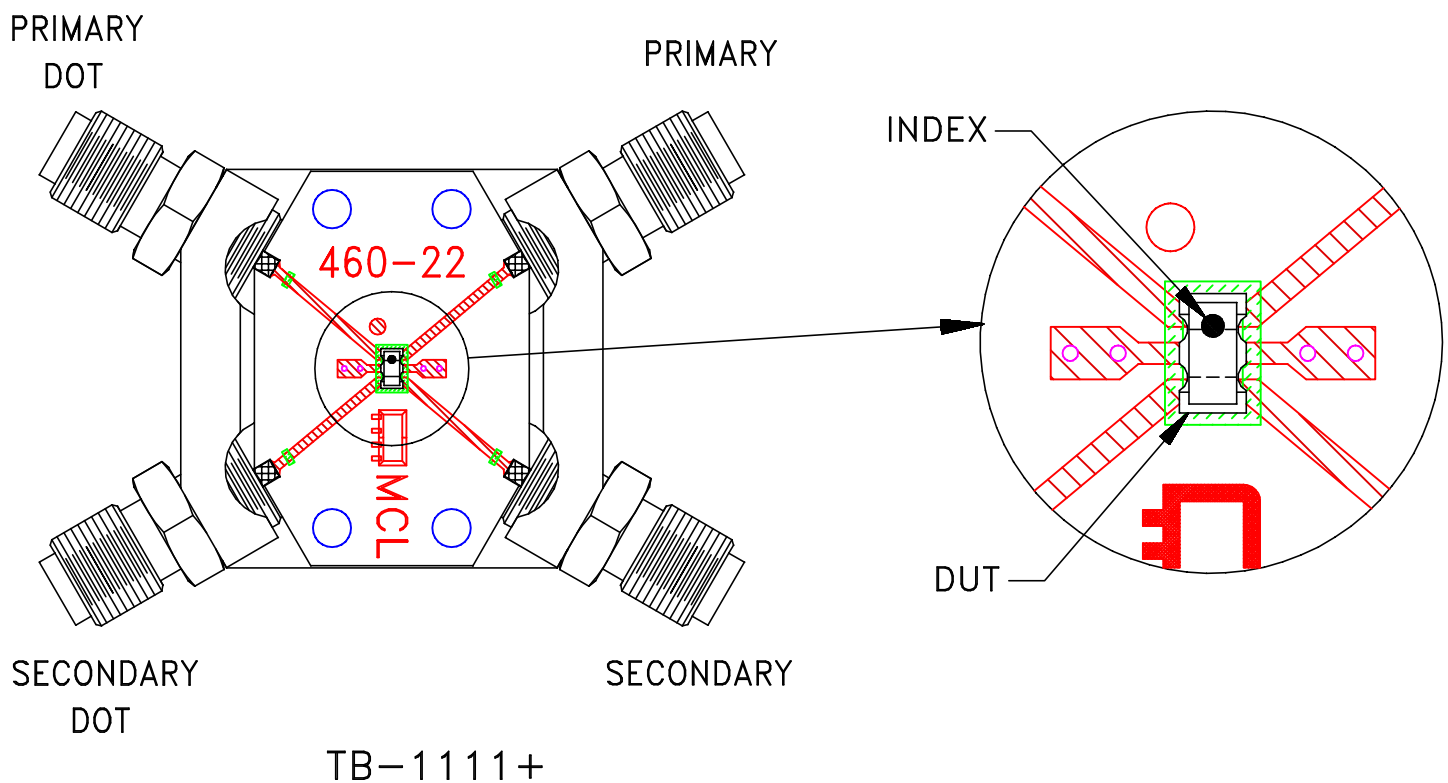 PRIMARY
DOT
PRIMARY
INDEX
460-22
MCL
DUT
SECONDARY
DOT
SECONDARY
TB-1111+